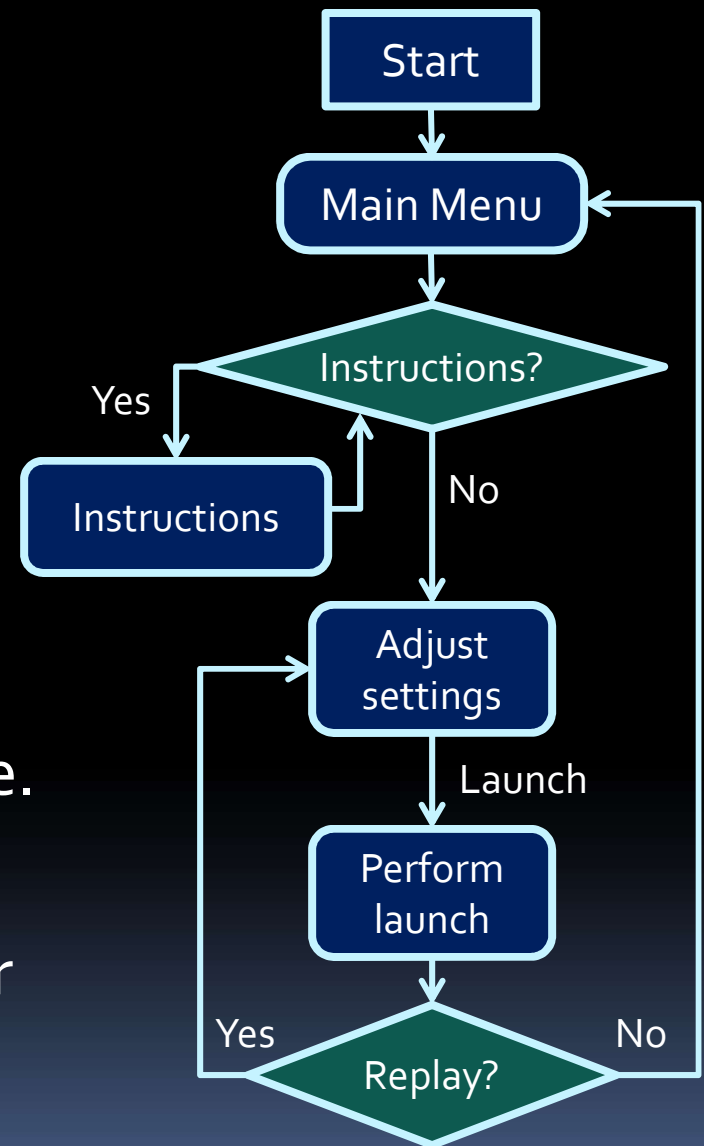 Start
Main Menu
Instructions?
Yes
Instructions
No
Adjust
settings
e.
Launch
Perform
launch
r
Yes
No
Replay?